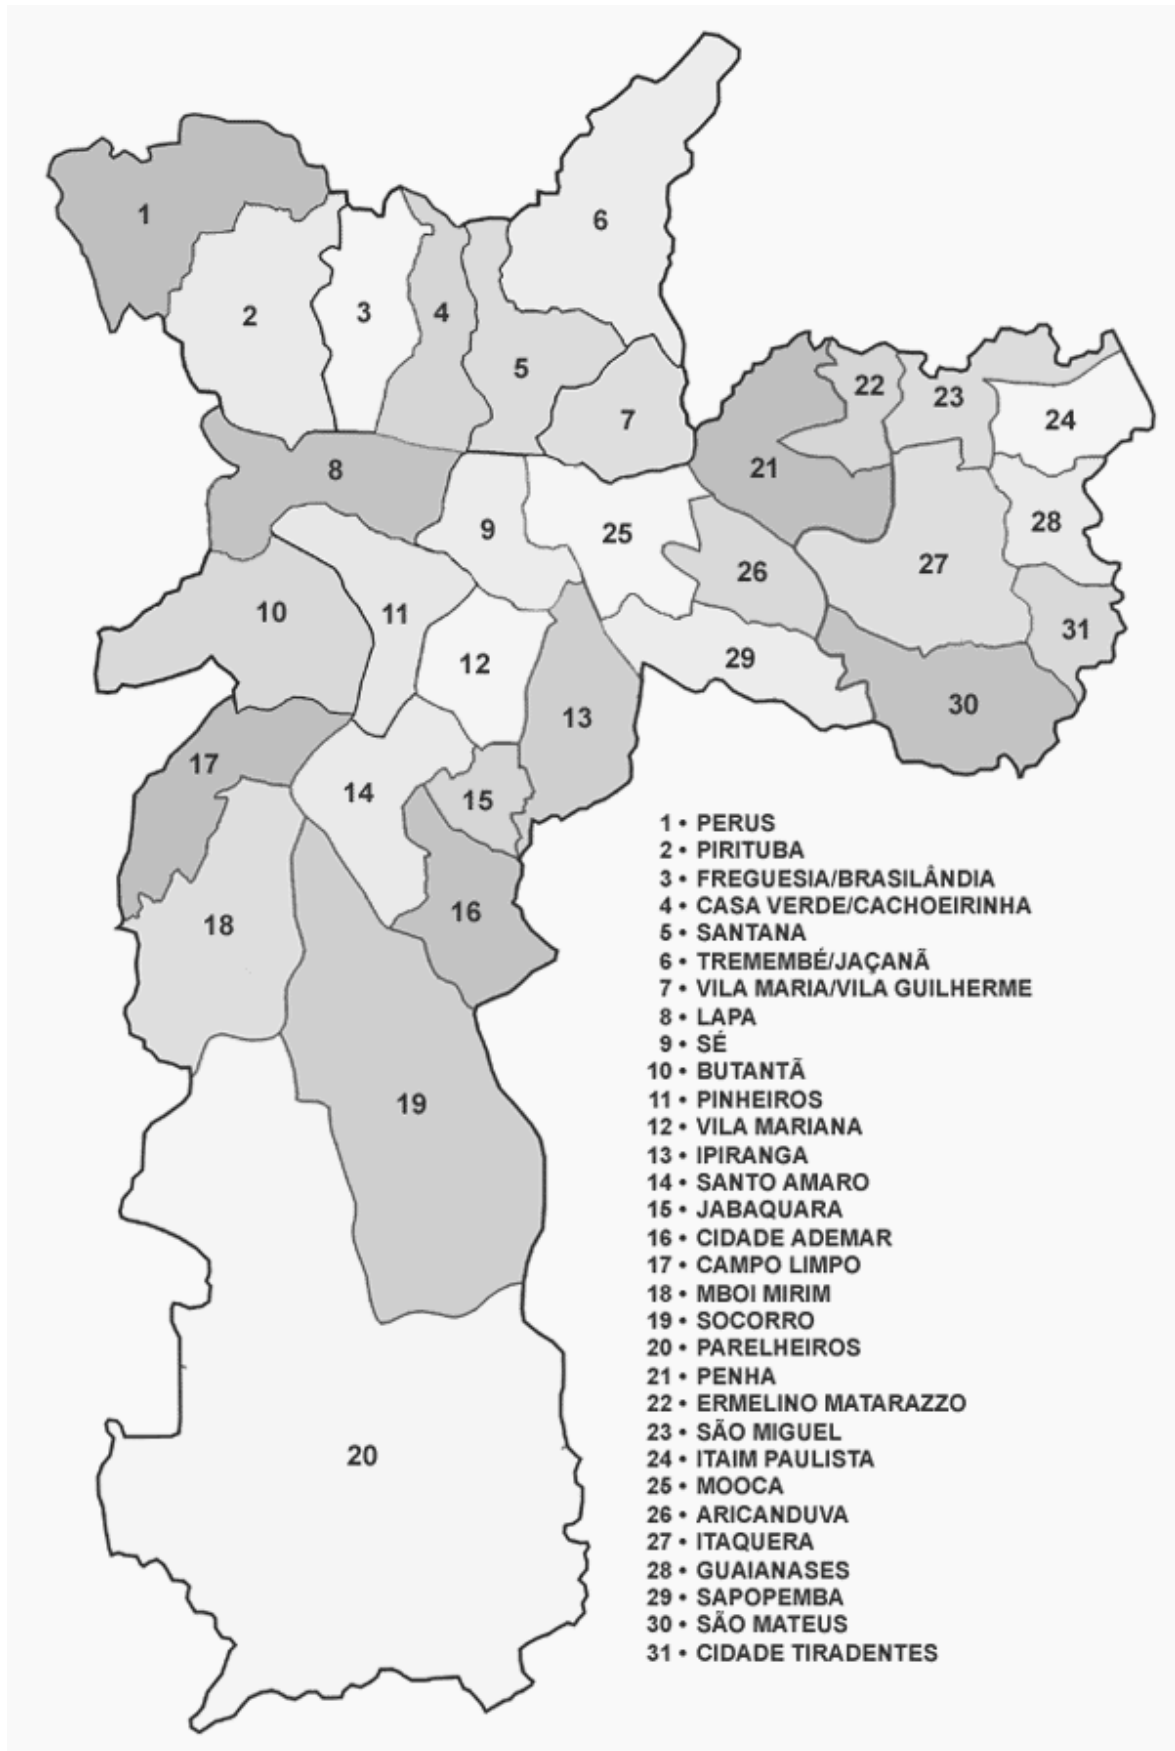 6
1
2
3
4
5
22
23
7
24
8
21
9
25
28
26
27
10
11
31
12
29
13
30
17
14
15
16
18
19
20
1 • PERUS
2 • PIRITUBA
3 • FREGUESIA/BRASILÂNDIA
4 • CASA VERDE/CACHOEIRINHA
5 • SANTANA
6 • TREMEMBÉ/JAÇANÃ
7 • VILA MARIA/VILA GUILHERME
8 • LAPA
9 • SÉ
10 • BUTANTÃ
11 • PINHEIROS
12 • VILA MARIANA
13 • IPIRANGA
14 • SANTO AMARO
15 • JABAQUARA
16 • CIDADE ADEMAR
17 • CAMPO LIMPO
18 • MBOI MIRIM
19 • SOCORRO
20 • PARELHEIROS
21 • PENHA
22 • ERMELINO MATARAZZO
23 • SÃO MIGUEL
24 • ITAIM PAULISTA
25 • MOOCA
26 • ARICANDUVA
27 • ITAQUERA
28 • GUAIANASES
29 • SAPOPEMBA
30 • SÃO MATEUS
31 • CIDADE TIRADENTES